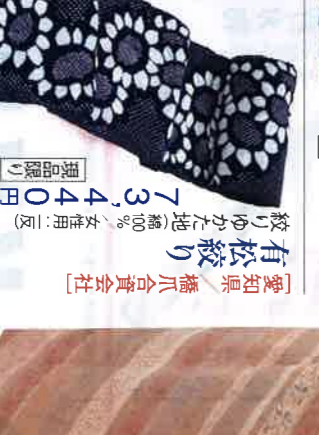 [愛知県/橋爪合資会社]
有松絞り
絞りゆかた地(綿100%/女性用:一反)
73,440円
現品限り